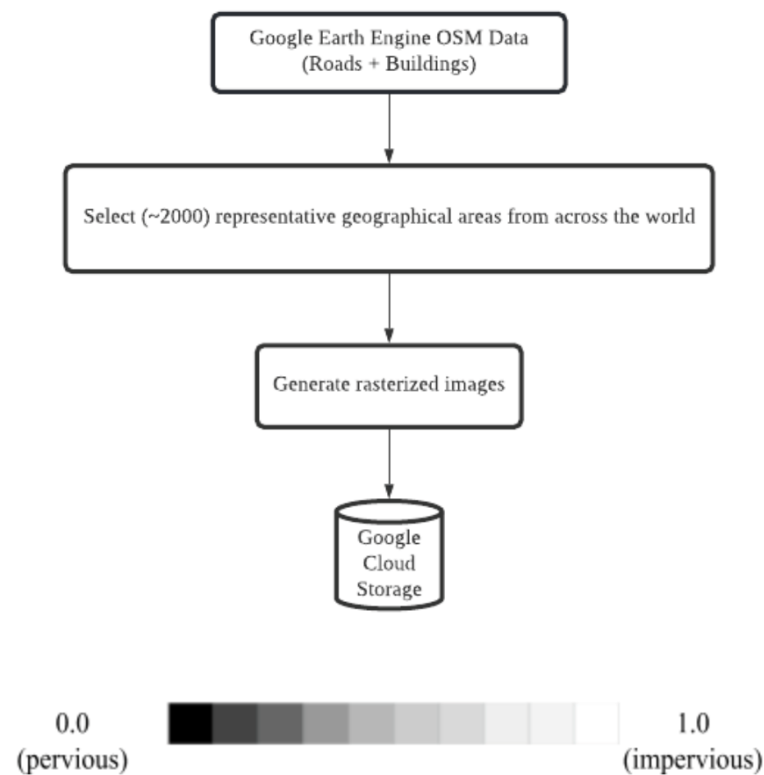 Google Earth Engine OSM Data
(Roads + Buildings)
Select (~2000) representative geographical areas from across the world
Generate rasterized images
Google
Cloud
Storage
0.0
(pervious)
1.0
(impervious)